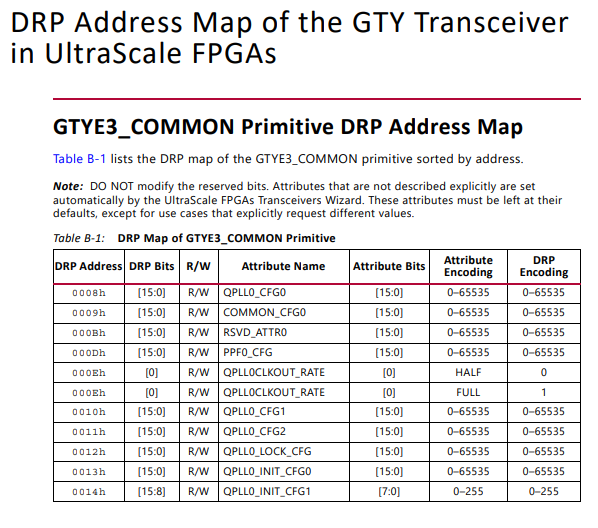 DRP Address Map of the GTY Transceiver
in UltraScale FPGAs
GTYE3_COMMON Primitive DRP Address Map
Table B-1 lists the DRP map of the GTYE3_COMMON primitive sorted by address.
Note: DO NOT modify the reserved bits. Attributes that are not described explicitly are set
automatically by the UltraScale FPGAs Transceivers Wizard. These attributes must be left at their
defaults, except for use cases that explicitly request different values.
Table B-1: DRP Map of GTYE3_COMMON Primitive
DRP Address DRP Bits R/W Attribute Name Attribute Bits Attribute Encoding DRP Encoding
0008h [15:0] R/W QPLL0_CFG0 [15:0] 0–65535 0–65535
0009h [15:0] R/W COMMON_CFG0 [15:0] 0–65535 0–65535
000Bh [15:0] R/W RSVD_ATTR0 [15:0] 0–65535 0–65535
000Dh [15:0] R/W PPF0_CFG [15:0] 0–65535 0–65535
000Eh [0] R/W QPLL0CLKOUT_RATE [0] HALF 0
000Eh [0] R/W QPLL0CLKOUT_RATE [0] FULL 1
0010h [15:0] R/W QPLL0_CFG1 [15:0] 0–65535 0–65535
0011h [15:0] R/W QPLL0_CFG2 [15:0] 0–65535 0–65535
0012h [15:0] R/W QPLL0_LOCK_CFG [15:0] 0–65535 0–65535
0013h [15:0] R/W QPLL0_INIT_CFG0 [15:0] 0–65535 0–65535
0014h [15:8] R/W QPLL0_INIT_CFG1 [7:0] 0–255 0–255